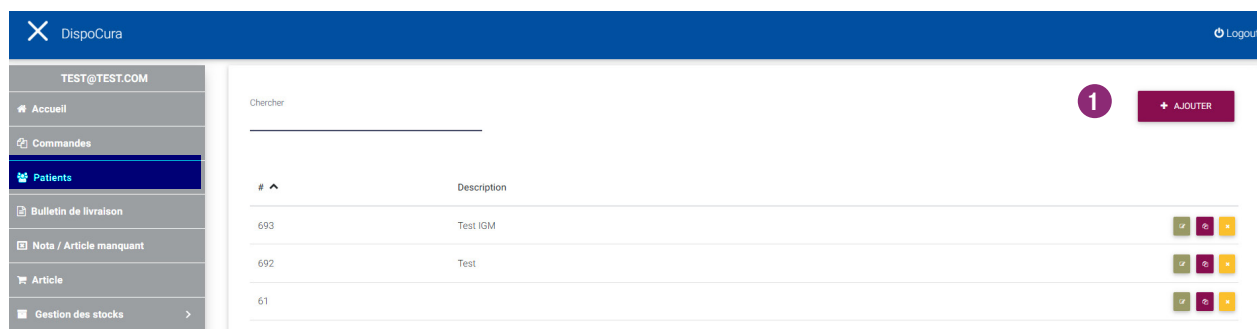 DispoCura
Logout
TEST@TEST.COM
Accueil
Commandes
Patients
Bulletin de livraison
Nota / Article manquant
Article
Gestion des stocks
Chercher
1
+ AJOUTER
# Description
693 Test IGM
692 Test
61